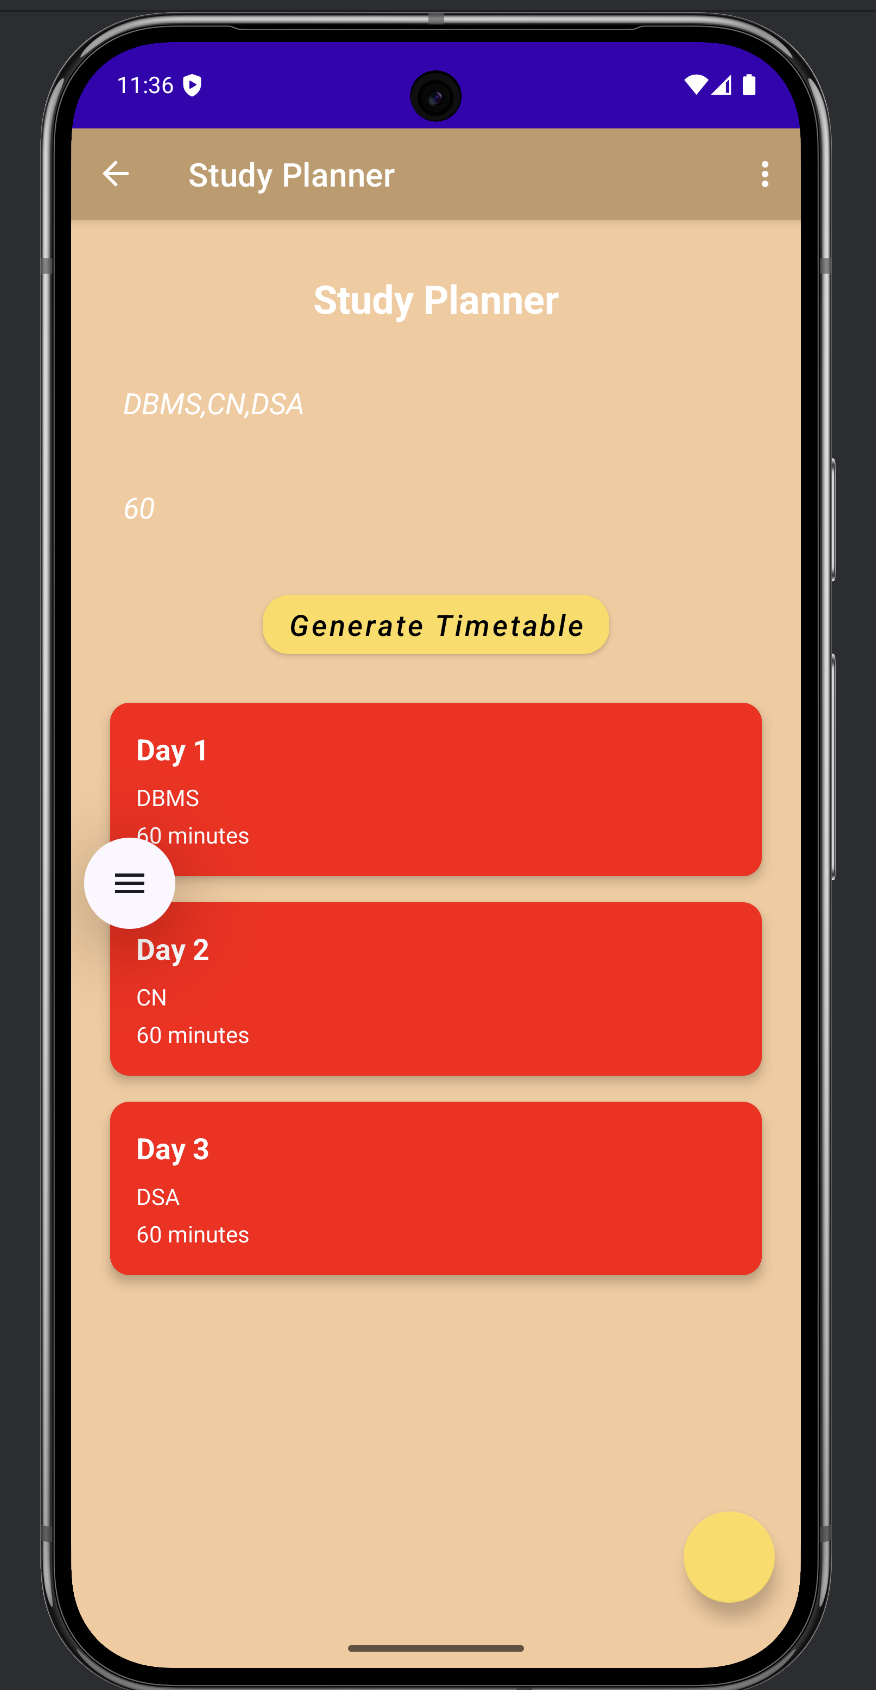 11:36
Study Planner
Study Planner
DBMS,CN,DSA
60
Generate Timetable
Day 1
DBMS
60 minutes
Day 2
CN
60 minutes
Day 3
DSA
60 minutes